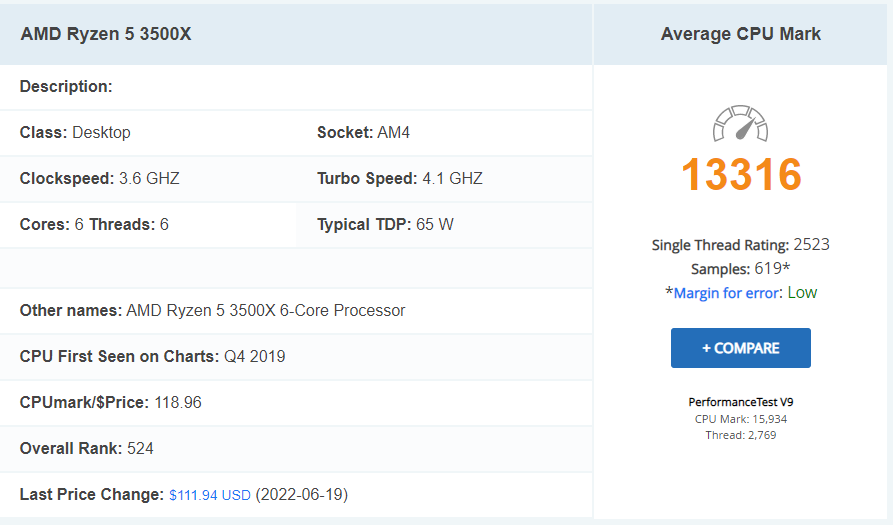 AMD Ryzen 5 3500X
Average CPU Mark
Description:
Class: Desktop
Socket: AM4
Clockspeed: 3.6 GHZ
Turbo Speed: 4.1 GHZ
Cores: 6 Threads: 6
Typical TDP: 65 W
Other names: AMD Ryzen 5 3500X 6-Core Processor
CPU First Seen on Charts: Q4 2019
CPUmark/$Price: 118.96
Overall Rank: 524
Last Price Change: $111.94 USD (2022-06-19)
13316
Single Thread Rating: 2523
Samples: 619*
*Margin for error: Low
+ COMPARE
PerformanceTest V9
CPU Mark: 15,934
Thread: 2,769